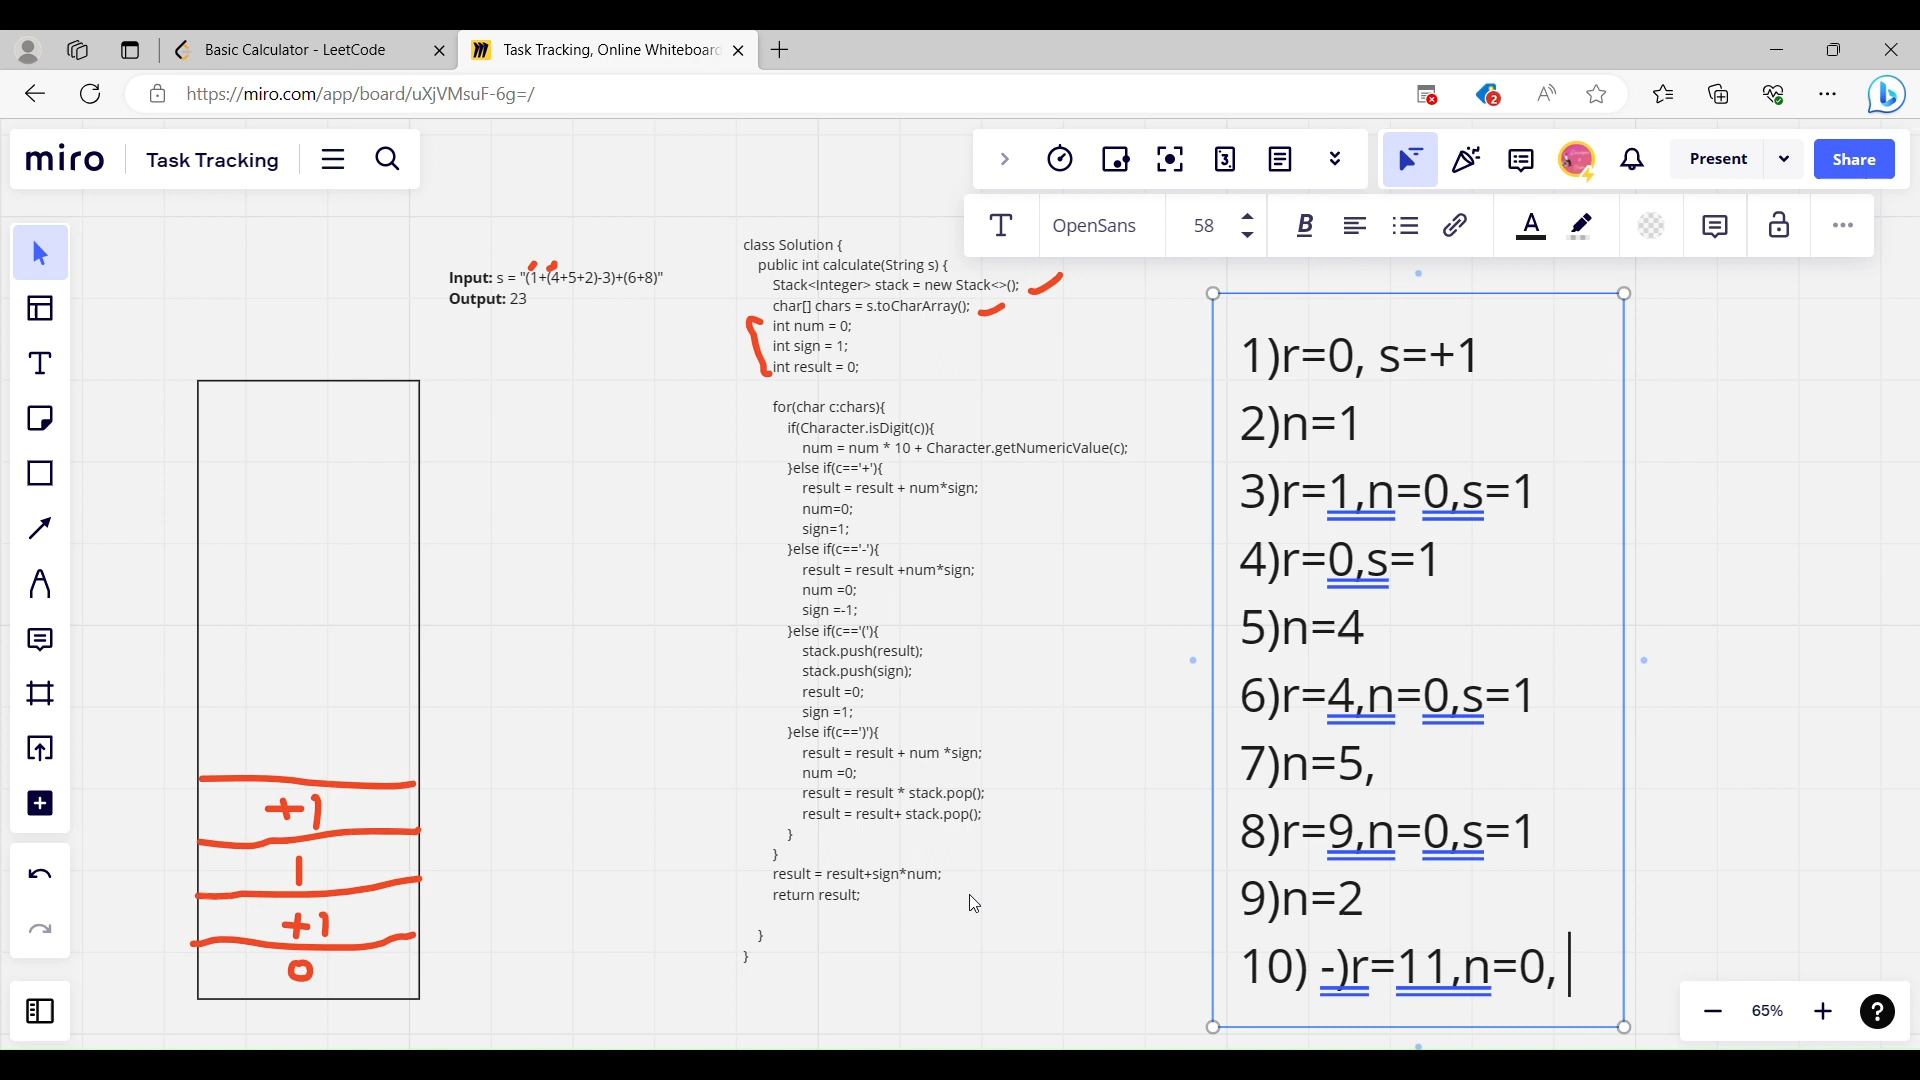 Basic Calculator - LeetCode
Task Tracking, Online Whiteboard
https://miro.com/app/board/uXjVMsuF-6g=/
2
miro
Task Tracking
3
Present
Share
OpenSans
58
B
A
Input: s = "(1+(4+5+2)-3)+(6+8)"
Output: 23
class Solution {
public int calculate(String s) {
Stack<Integer> stack = new Stack<>();
char[] chars = s.toCharArray();
int num = 0;
int sign = 1;
int result = 0;
for(char c:chars){
if(Character.isDigit(c)){
num = num * 10 + Character.getNumericValue(c);
}else if(c=='+'){
result = result + num*sign;
num=0;
sign=1;
}else if(c=='-'){
result = result +num*sign;
num =0;
sign =-1;
}else if(c=='('){
stack.push(result);
stack.push(sign);
result =0;
sign =1;
}else if(c==')'){
result = result + num *sign;
num =0;
result = result * stack.pop();
result = result+ stack.pop();
}
}
result = result+sign*num;
return result;
}
}
+1
1
+1
0
1)r=0, s=+1
2)n=1
3)r=1,n=0,s=1
4)r=0,s=1
5)n=4
6)r=4,n=0,s=1
7)n=5,
8)r=9,n=0,s=1
9)n=2
10) -)r=11,n=0,
65%
?